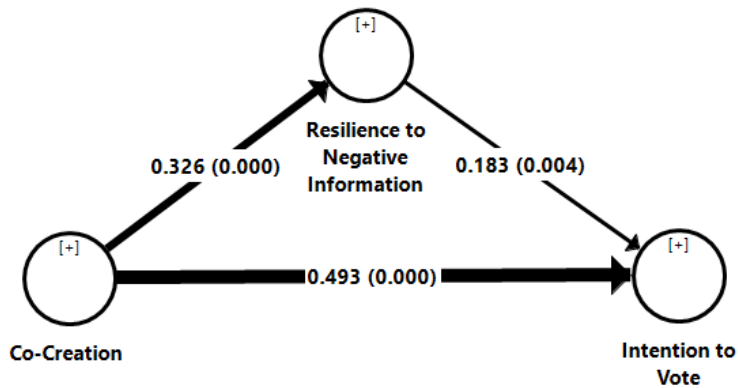 [+]
Resilience to
Negative
Information
0.326 (0.000)
0.183 (0.004)
[+]
[+]
0.493 (0.000)
Co-Creation
Intention to
Vote